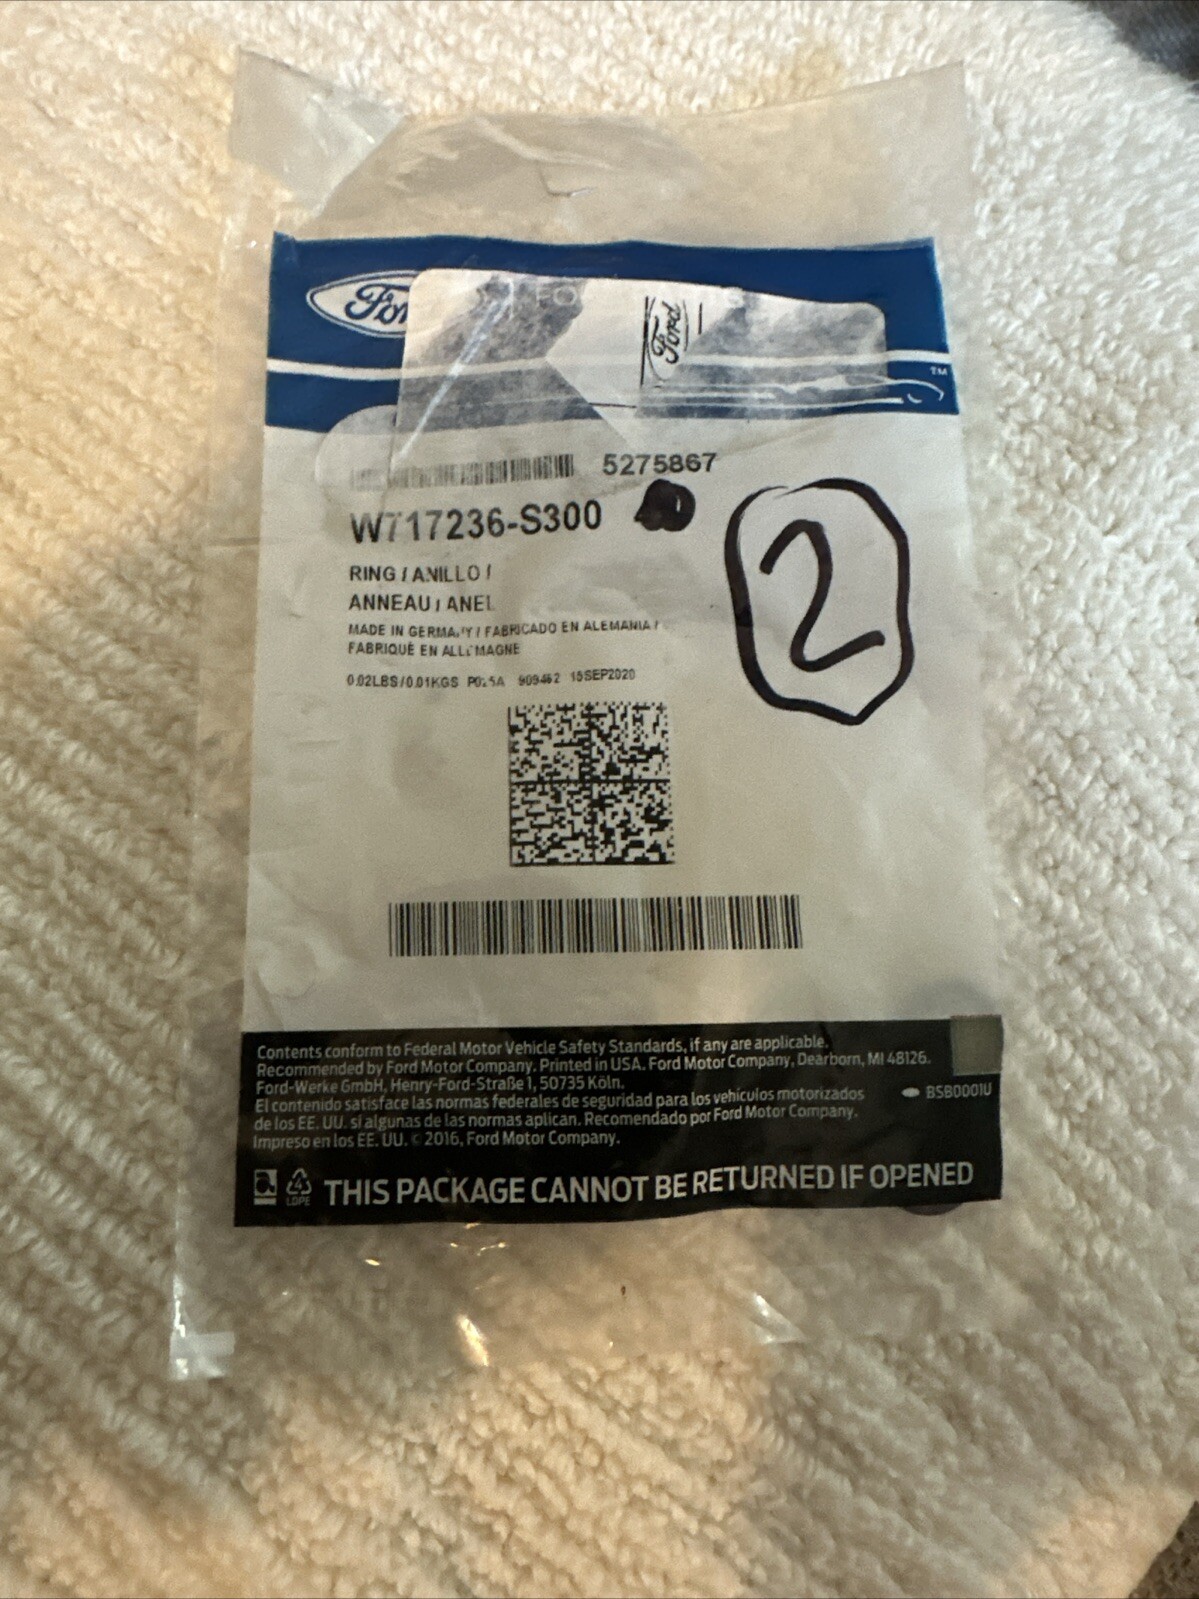 Ford
Ford
TM
5275867
W717236-S300
2
RING / ANILLO /
ANNEAU / ANEL
MADE IN GERMANY / FABRICADO EN ALEMANIA /
FABRIQUÉ EN ALLEMAGNE
0.02LBS/0.01KGS 15SEP2020
Contents conform to Federal Motor Vehicle Safety Standards, if any are applicable.
Recommended by Ford Motor Company. Printed in USA. Ford Motor Company, Dearborn, MI 48126.
Ford-Werke GmbH, Henry-Ford-Straße 1, 50735 Köln.
El contenido satisface las normas federales de seguridad para los vehículos motorizados
de los EE. UU. si algunas de las normas aplican. Recomendado por Ford Motor Company.
Impreso en los EE. UU. © 2016, Ford Motor Company.
BSB0001U
4
LDPE
THIS PACKAGE CANNOT BE RETURNED IF OPENED